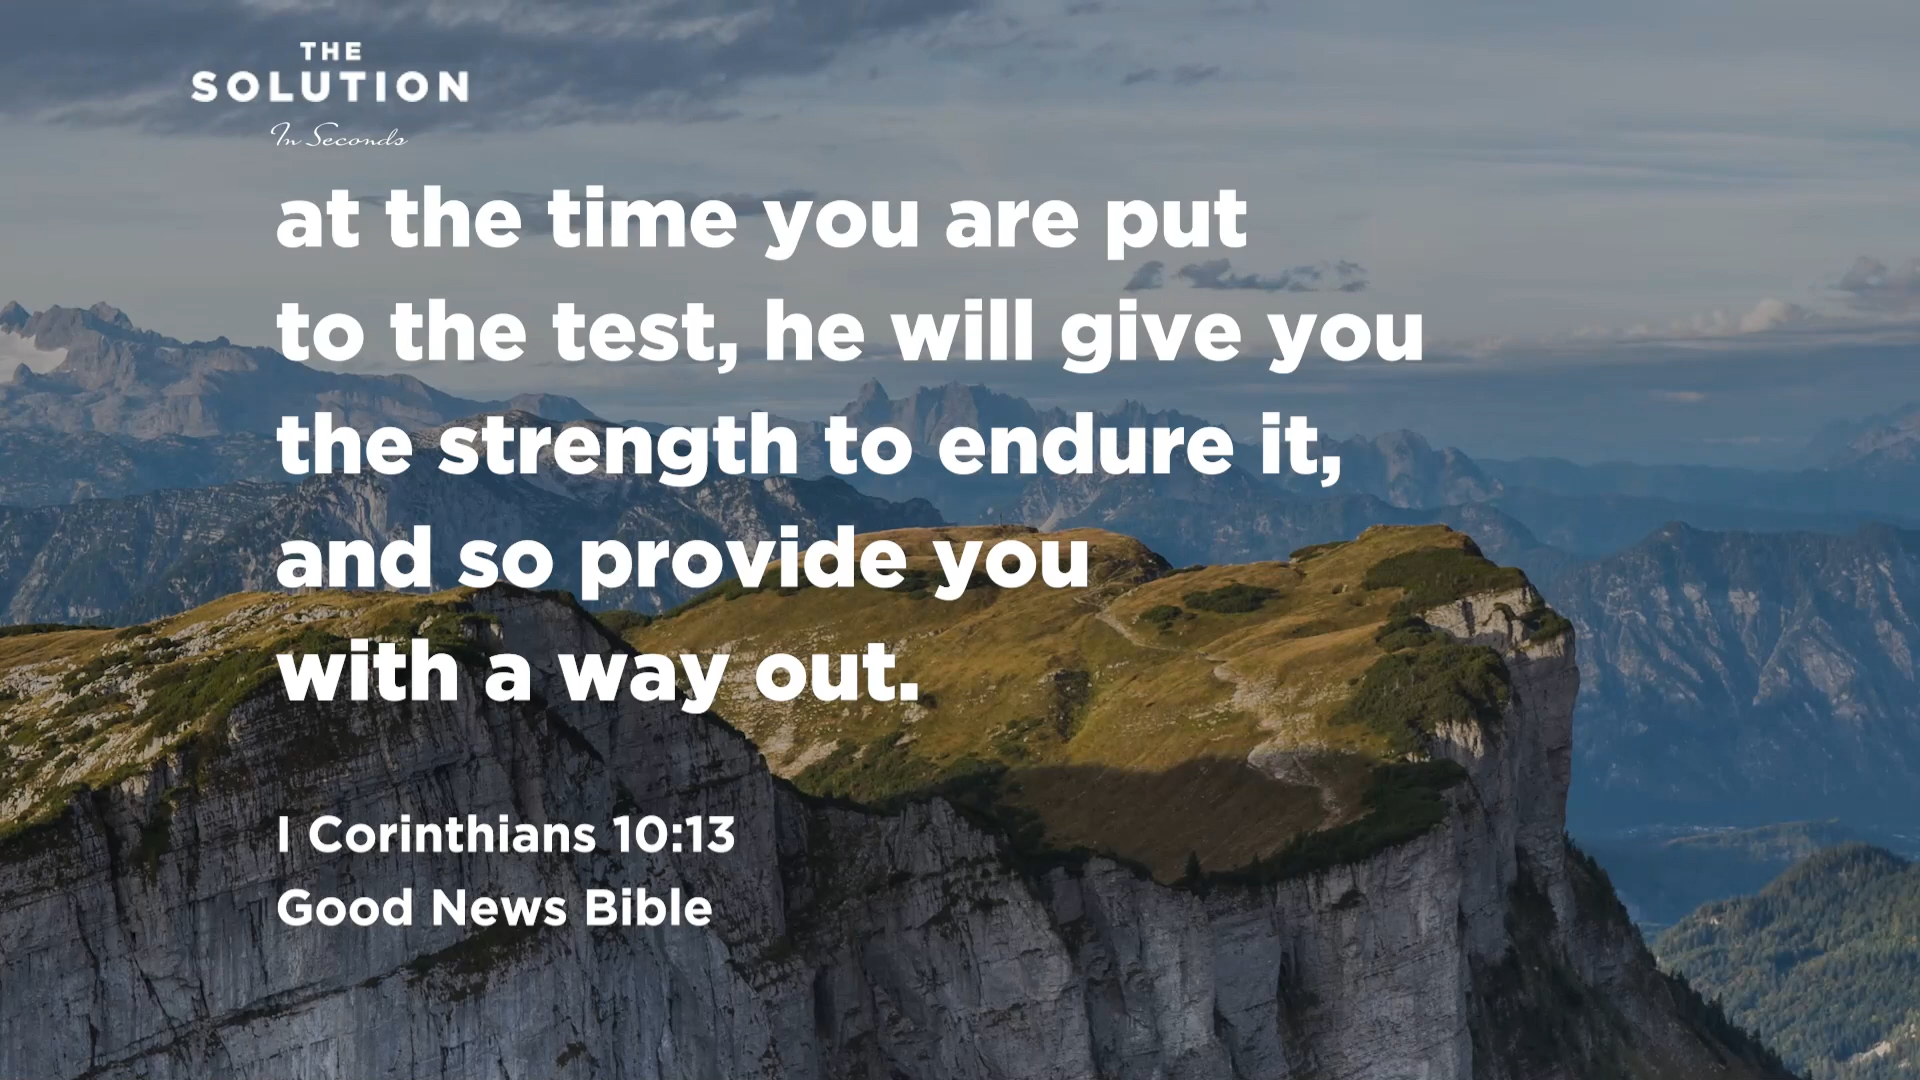 THE
SOLUTION
In Seconds
at the time you are put
to the test, he will give you
the strength to endure it,
and so provide you
with a way out.
I Corinthians 10:13
Good News Bible